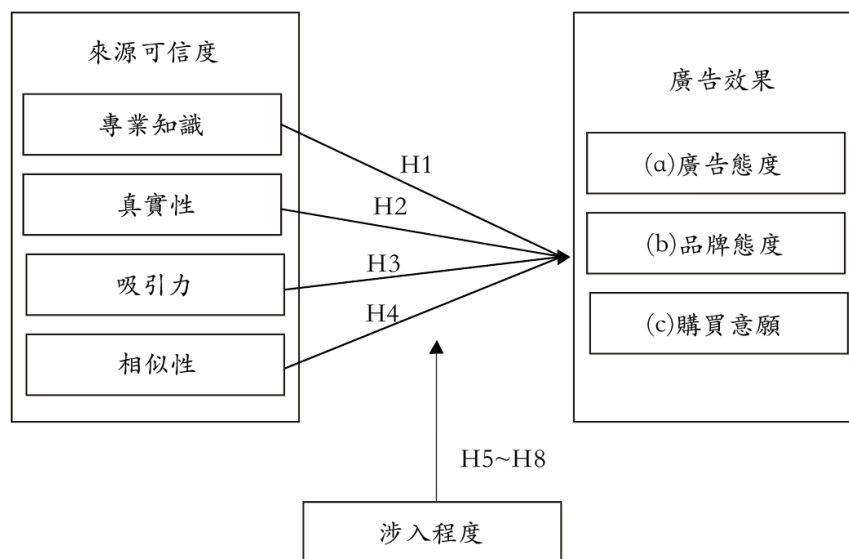 來源可信度
專業知識
真實性
吸引力
相似性
H1
H2
H3
H4
廣告效果
(a)廣告態度
(b)品牌態度
(c)購買意願
H5~H8
涉入程度